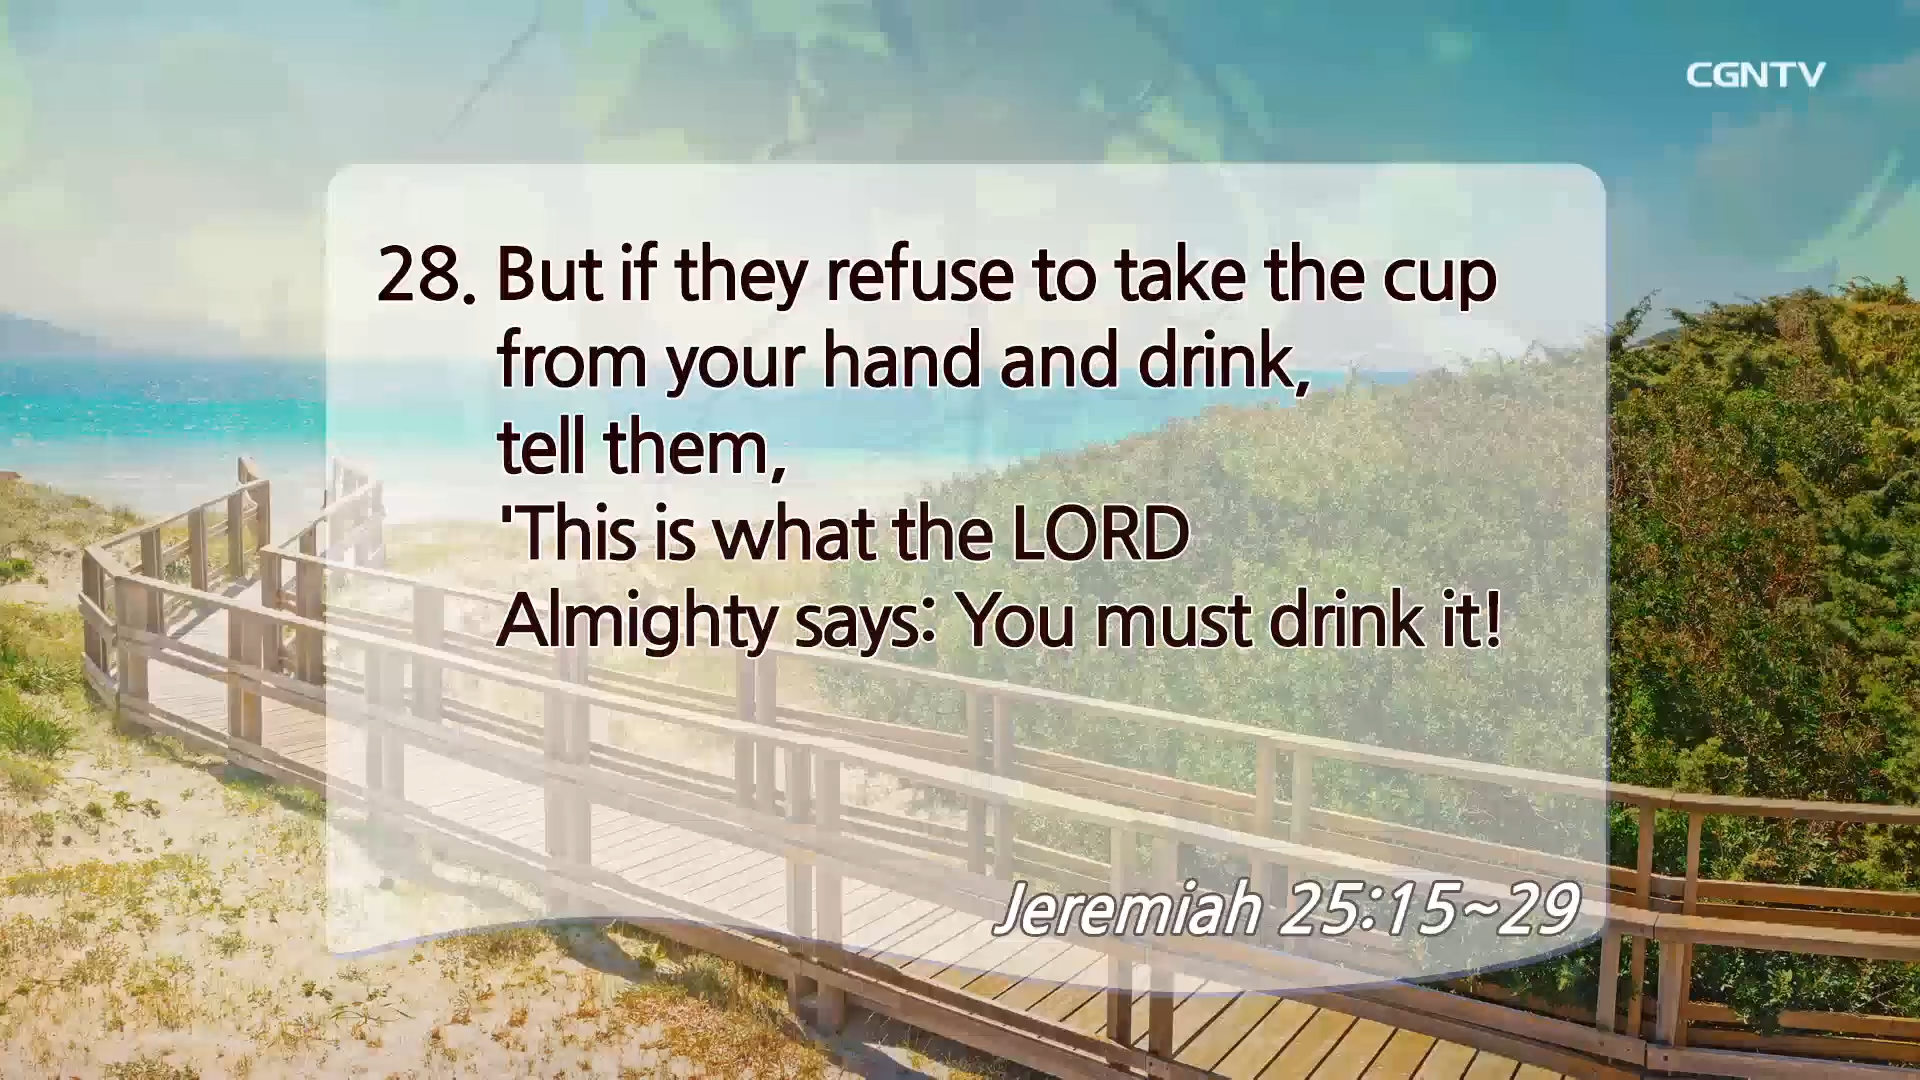 CGNTV
28. But if they refuse to take the cup
from your hand and drink,
tell them,
'This is what the LORD
Almighty says: You must drink it!
Jeremiah 25:15~29